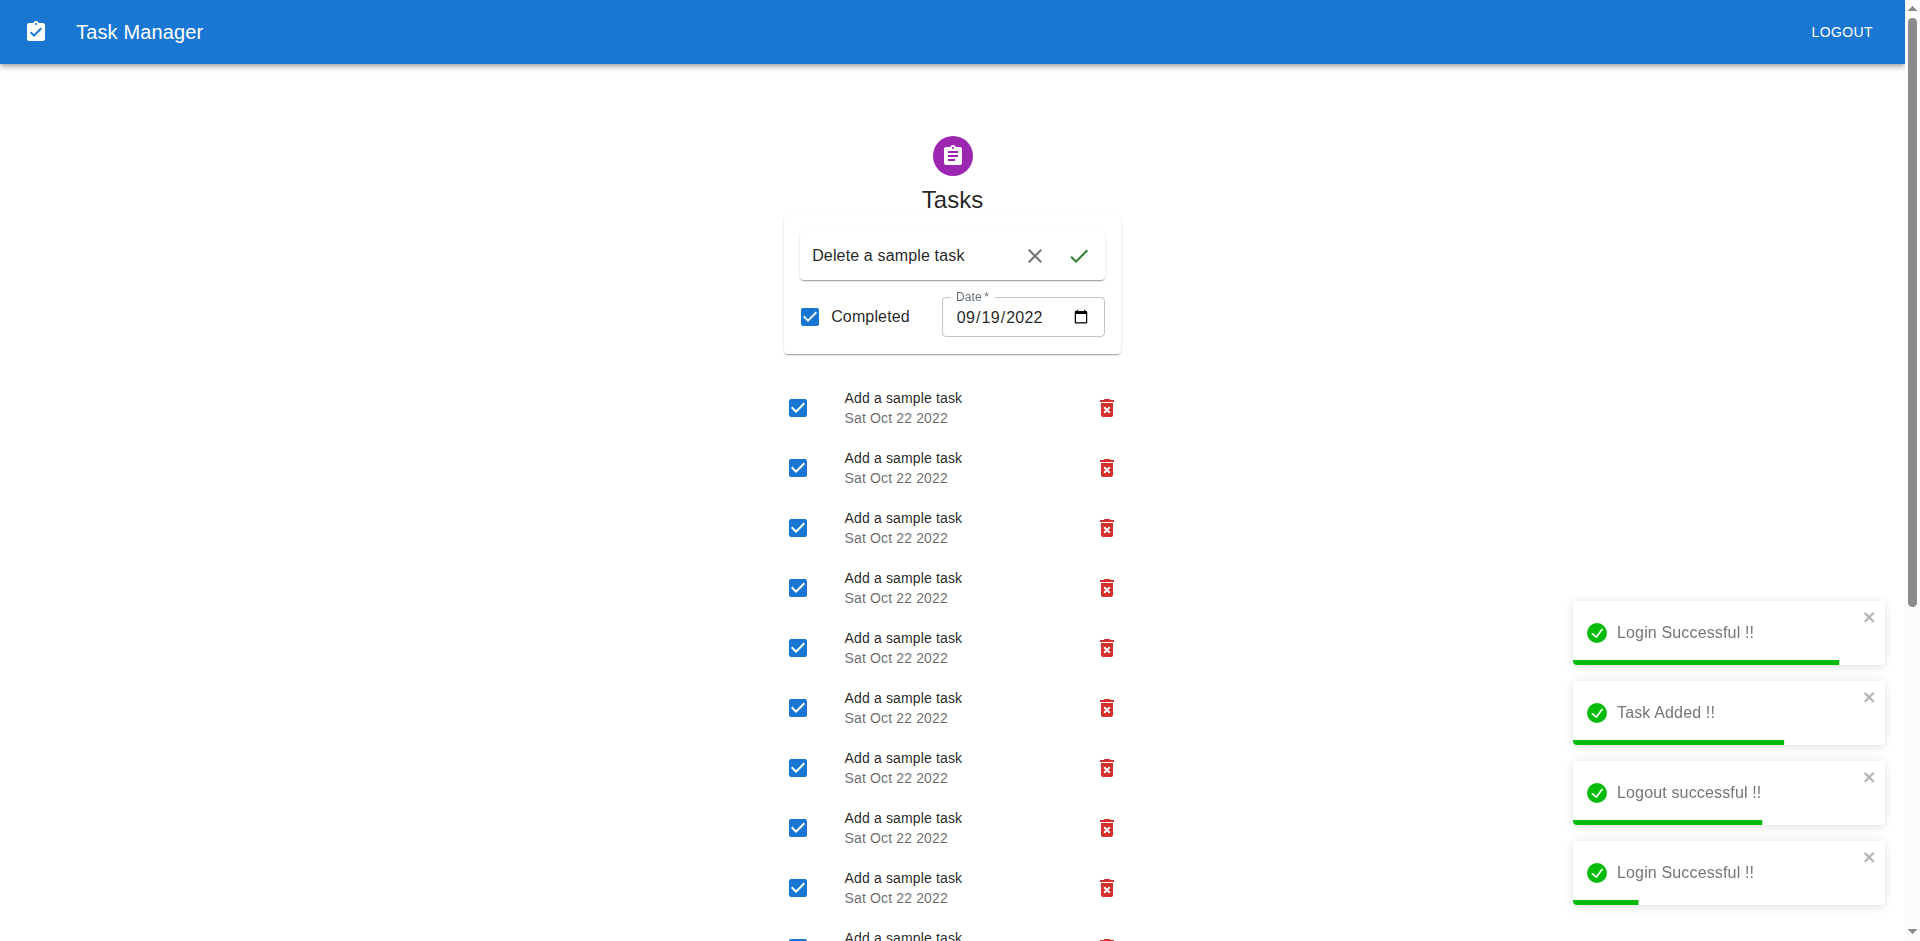 Task Manager
LOGOUT
Tasks
Delete a sample task
Date *
Completed
09/19/2022
Add a sample task
Sat Oct 22 2022
Add a sample task
Sat Oct 22 2022
Add a sample task
Sat Oct 22 2022
Add a sample task
Sat Oct 22 2022
Add a sample task
Sat Oct 22 2022
Add a sample task
Sat Oct 22 2022
Add a sample task
Sat Oct 22 2022
Add a sample task
Sat Oct 22 2022
Add a sample task
Sat Oct 22 2022
Add a sample task
Login Successful !!
Task Added !!
Logout successful !!
Login Successful !!